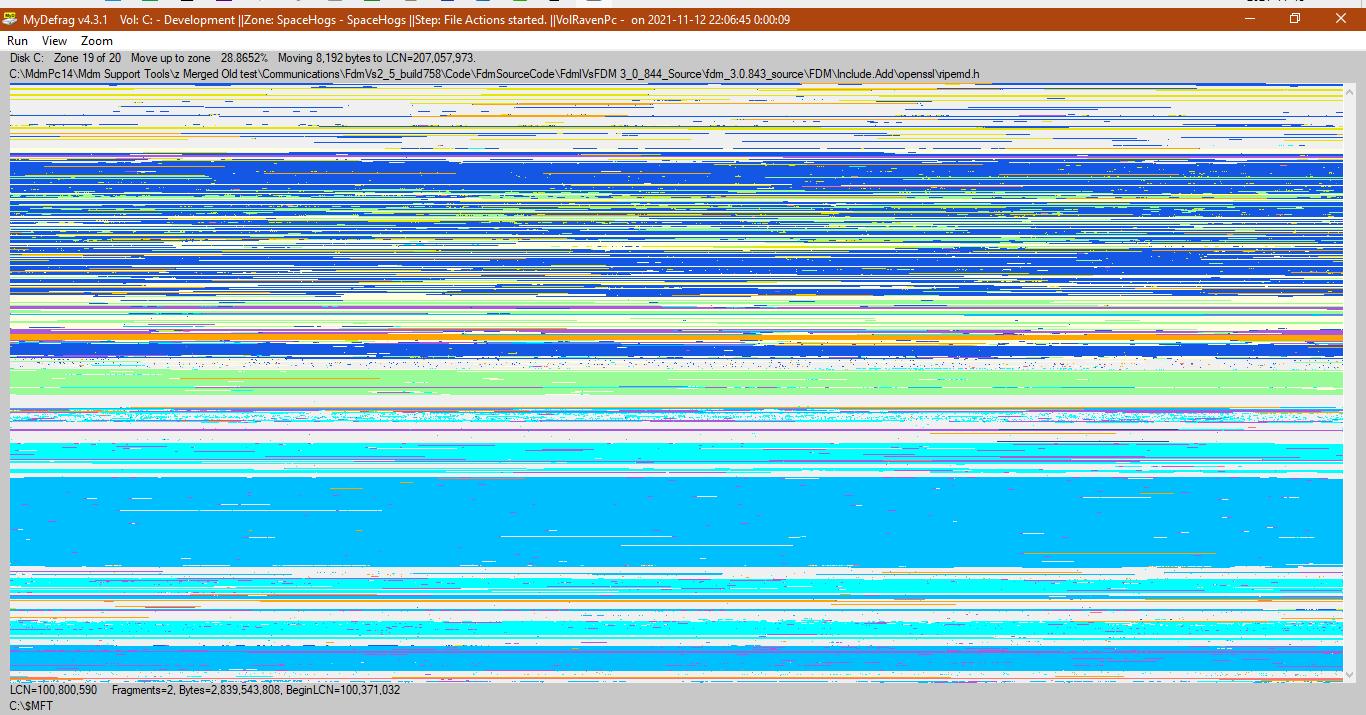 MyDefrag v4.3.1 Vol: C: - Development ||Zone: SpaceHogs - SpaceHogs ||Step: File Actions started. ||VolRavenPc - on 2021-11-12 22:06:45 0:00:09
Run View Zoom
Disk C: Zone 19 of 20 Move up to zone 28.8652% Moving 8,192 bytes to LCN=207,057,973.
C:\MdmPc14\Mdm Support Tools\z Merged Old test\Communications\FdmVs2_5_build758\Code\FdmSourceCode\FdmlVsFDM 3_0_844_Source\fdm_3.0.843_source\FDM\Include.Add\openssl\ripemd.h
LCN=100,800,590 Fragments=2, Bytes=2,839,543,808, BeginLCN=100,371,032
C:\$MFT